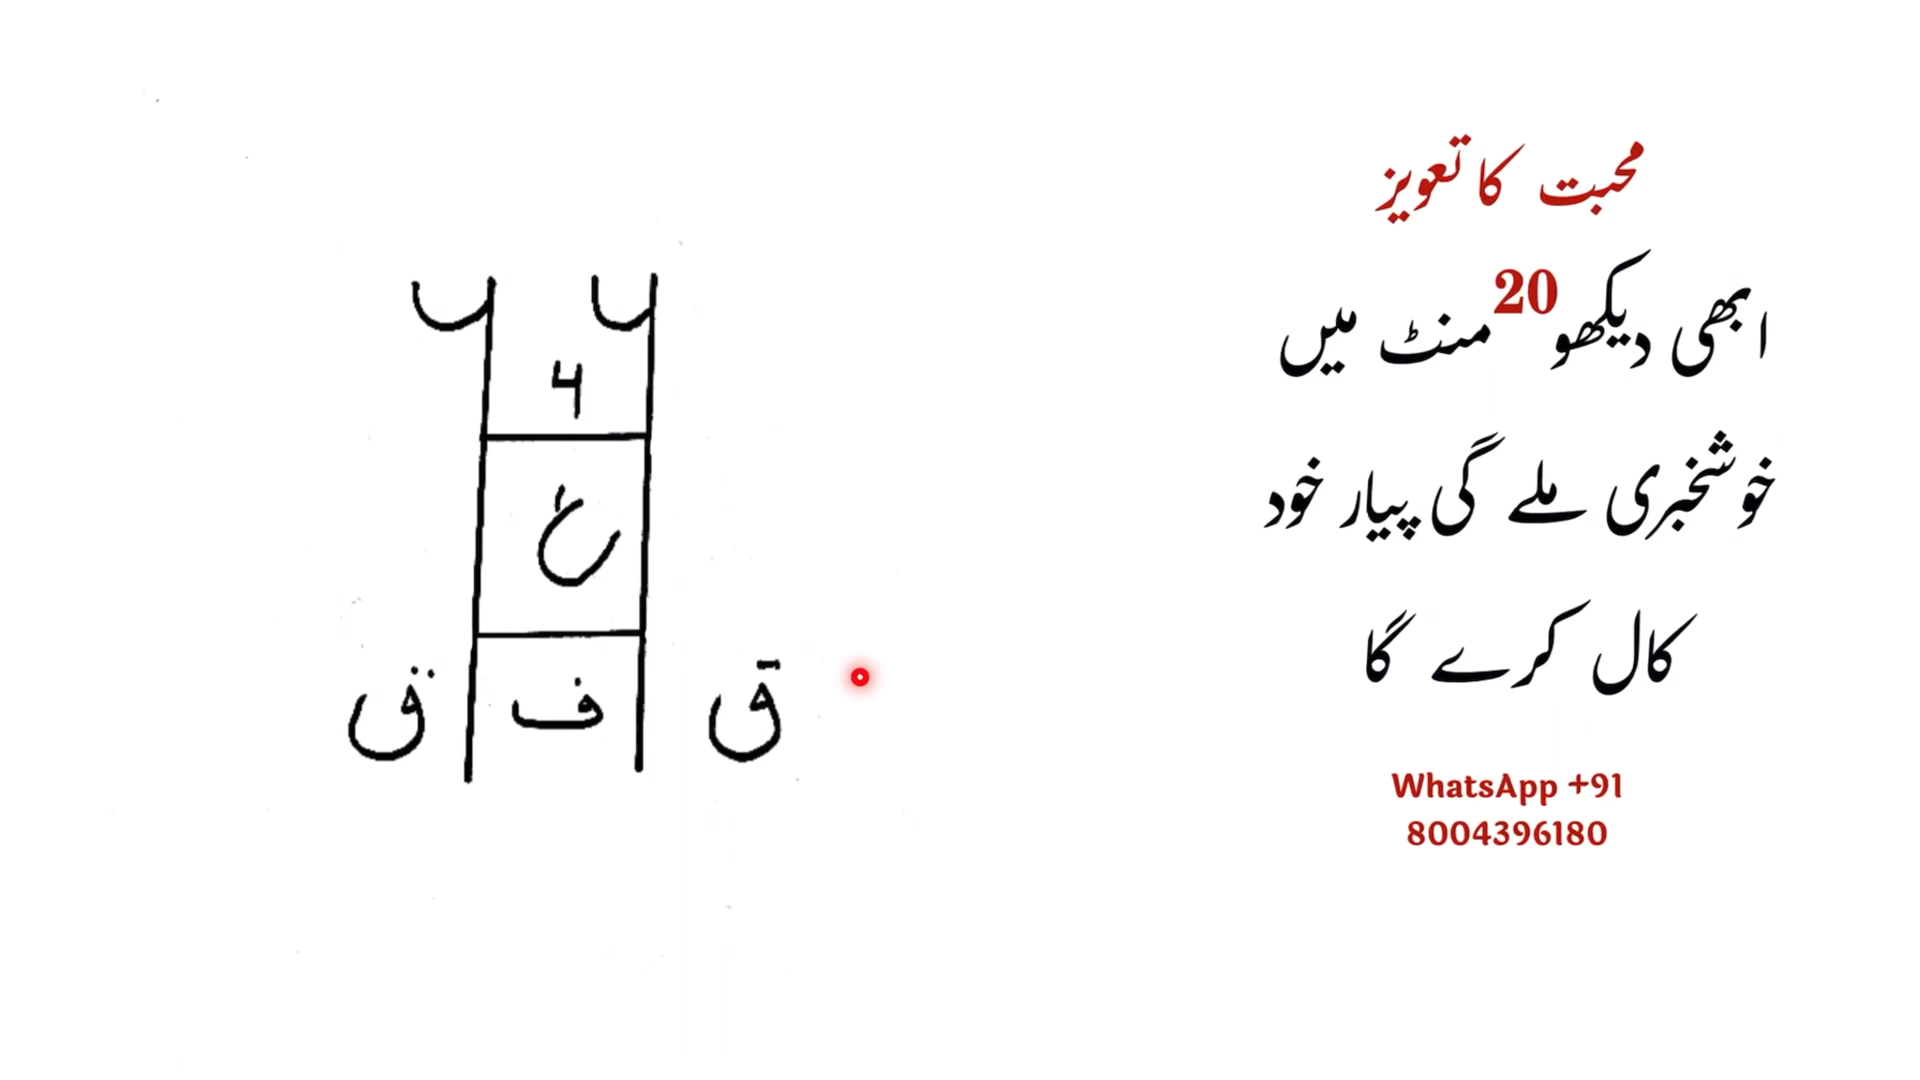 محبت کا تعویز
ابھی دیکھو 20 منٹ میں
خوشخبری ملے گی پیار خود
کال کرے گا
WhatsApp +91
8004396180
غ
ق ف ق